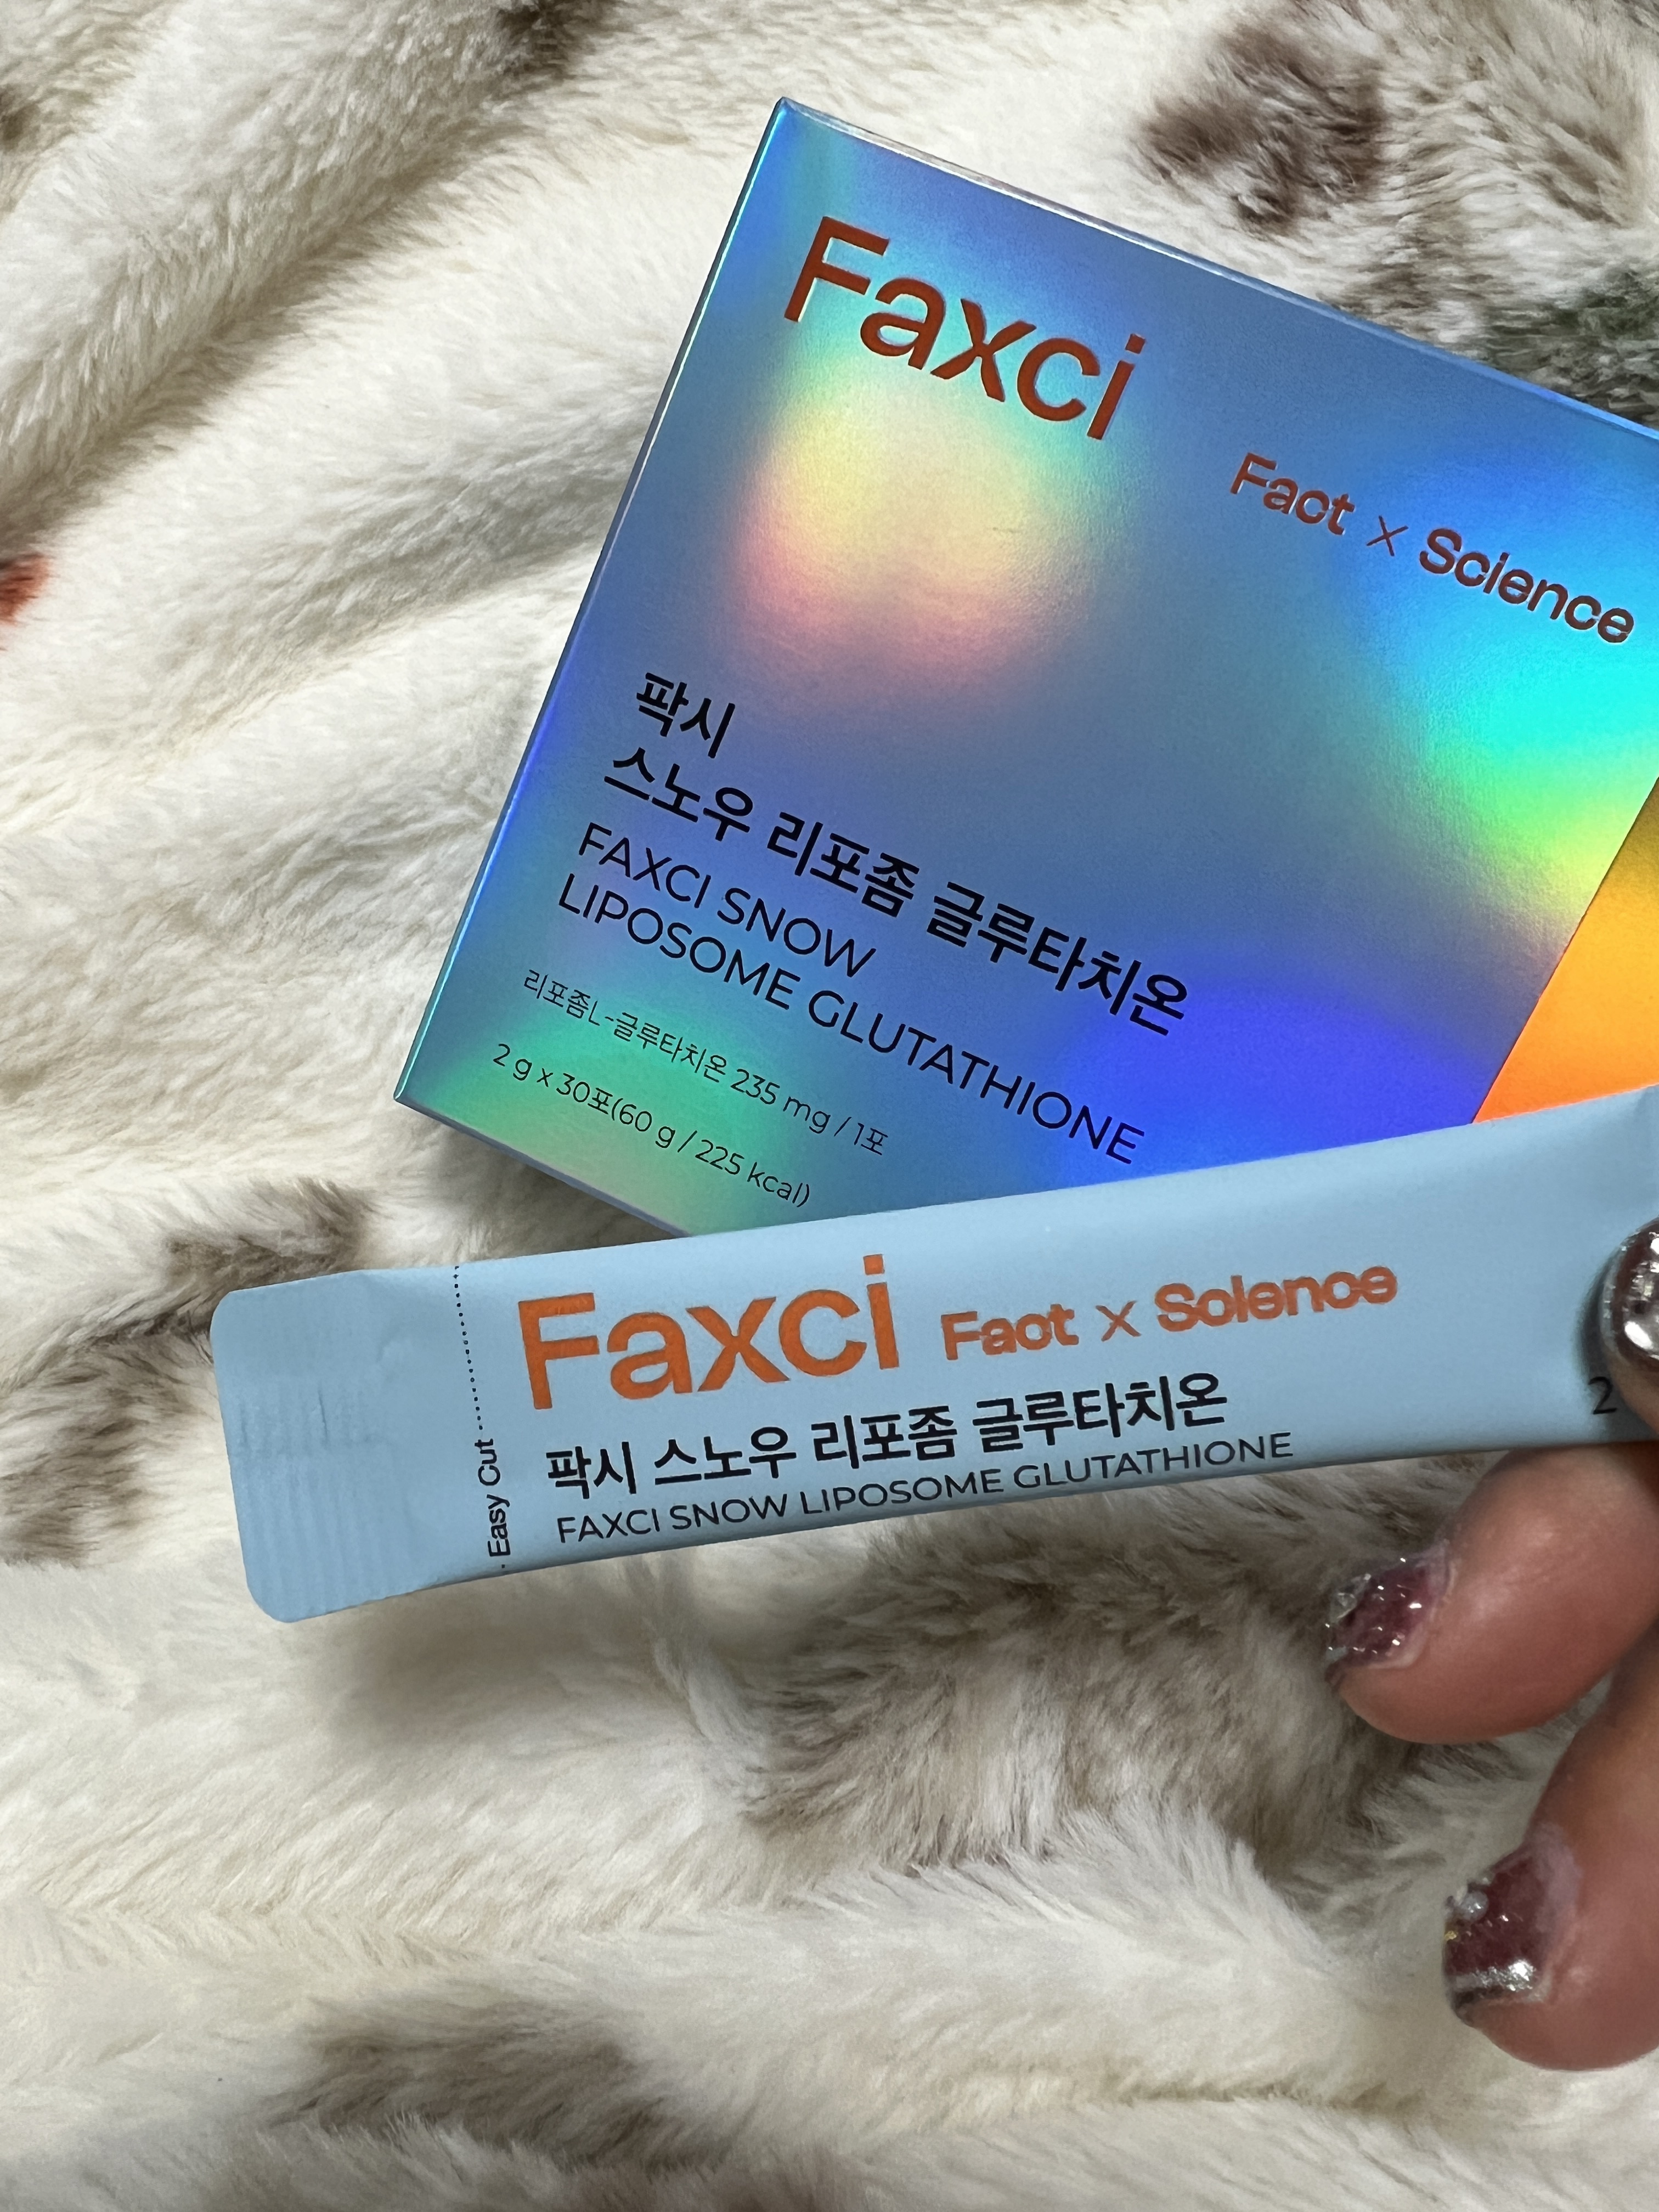 Faxci
Fact × Science
팍시
스노우 리포좀 글루타치온
FAXCI SNOW
LIPOSOME GLUTATHIONE
리포좀L-글루타치온 235 mg / 1포
2 g x 30포(60 g / 225 kcal)
Easy Cut
Faxci Fact × Science
팍시 스노우 리포좀 글루타치온
FAXCI SNOW LIPOSOME GLUTATHIONE
2